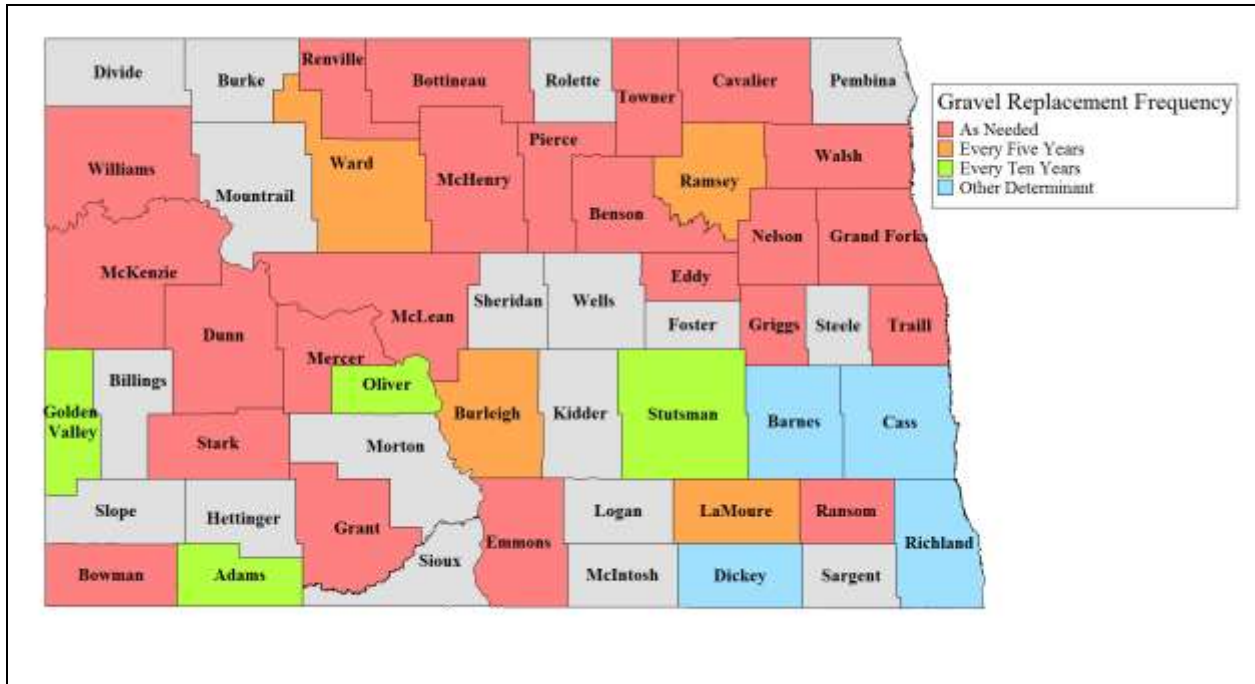 Divide
Burke
Renville
Bottineau
Rolette
Towner
Cavalier
Pembina
Gravel Replacement Frequency
As Needed
Every Five Years
Every Ten Years
Other Determinant
Williams
Mountrail
Ward
McHenry
Pierce
Benson
Ramsey
Walsh
Nelson
Grand Forks
McKenzie
Dunn
Mercer
McLean
Sheridan
Wells
Eddy
Foster
Griggs
Steele
Traill
Golden
Valley
Billings
Oliver
Burleigh
Kidder
Stutsman
Barnes
Cass
Stark
Morton
Slope
Hettinger
Grant
Emmons
Logan
LaMoure
Ransom
Richland
Bowman
Adams
Sioux
McIntosh
Dickey
Sargent